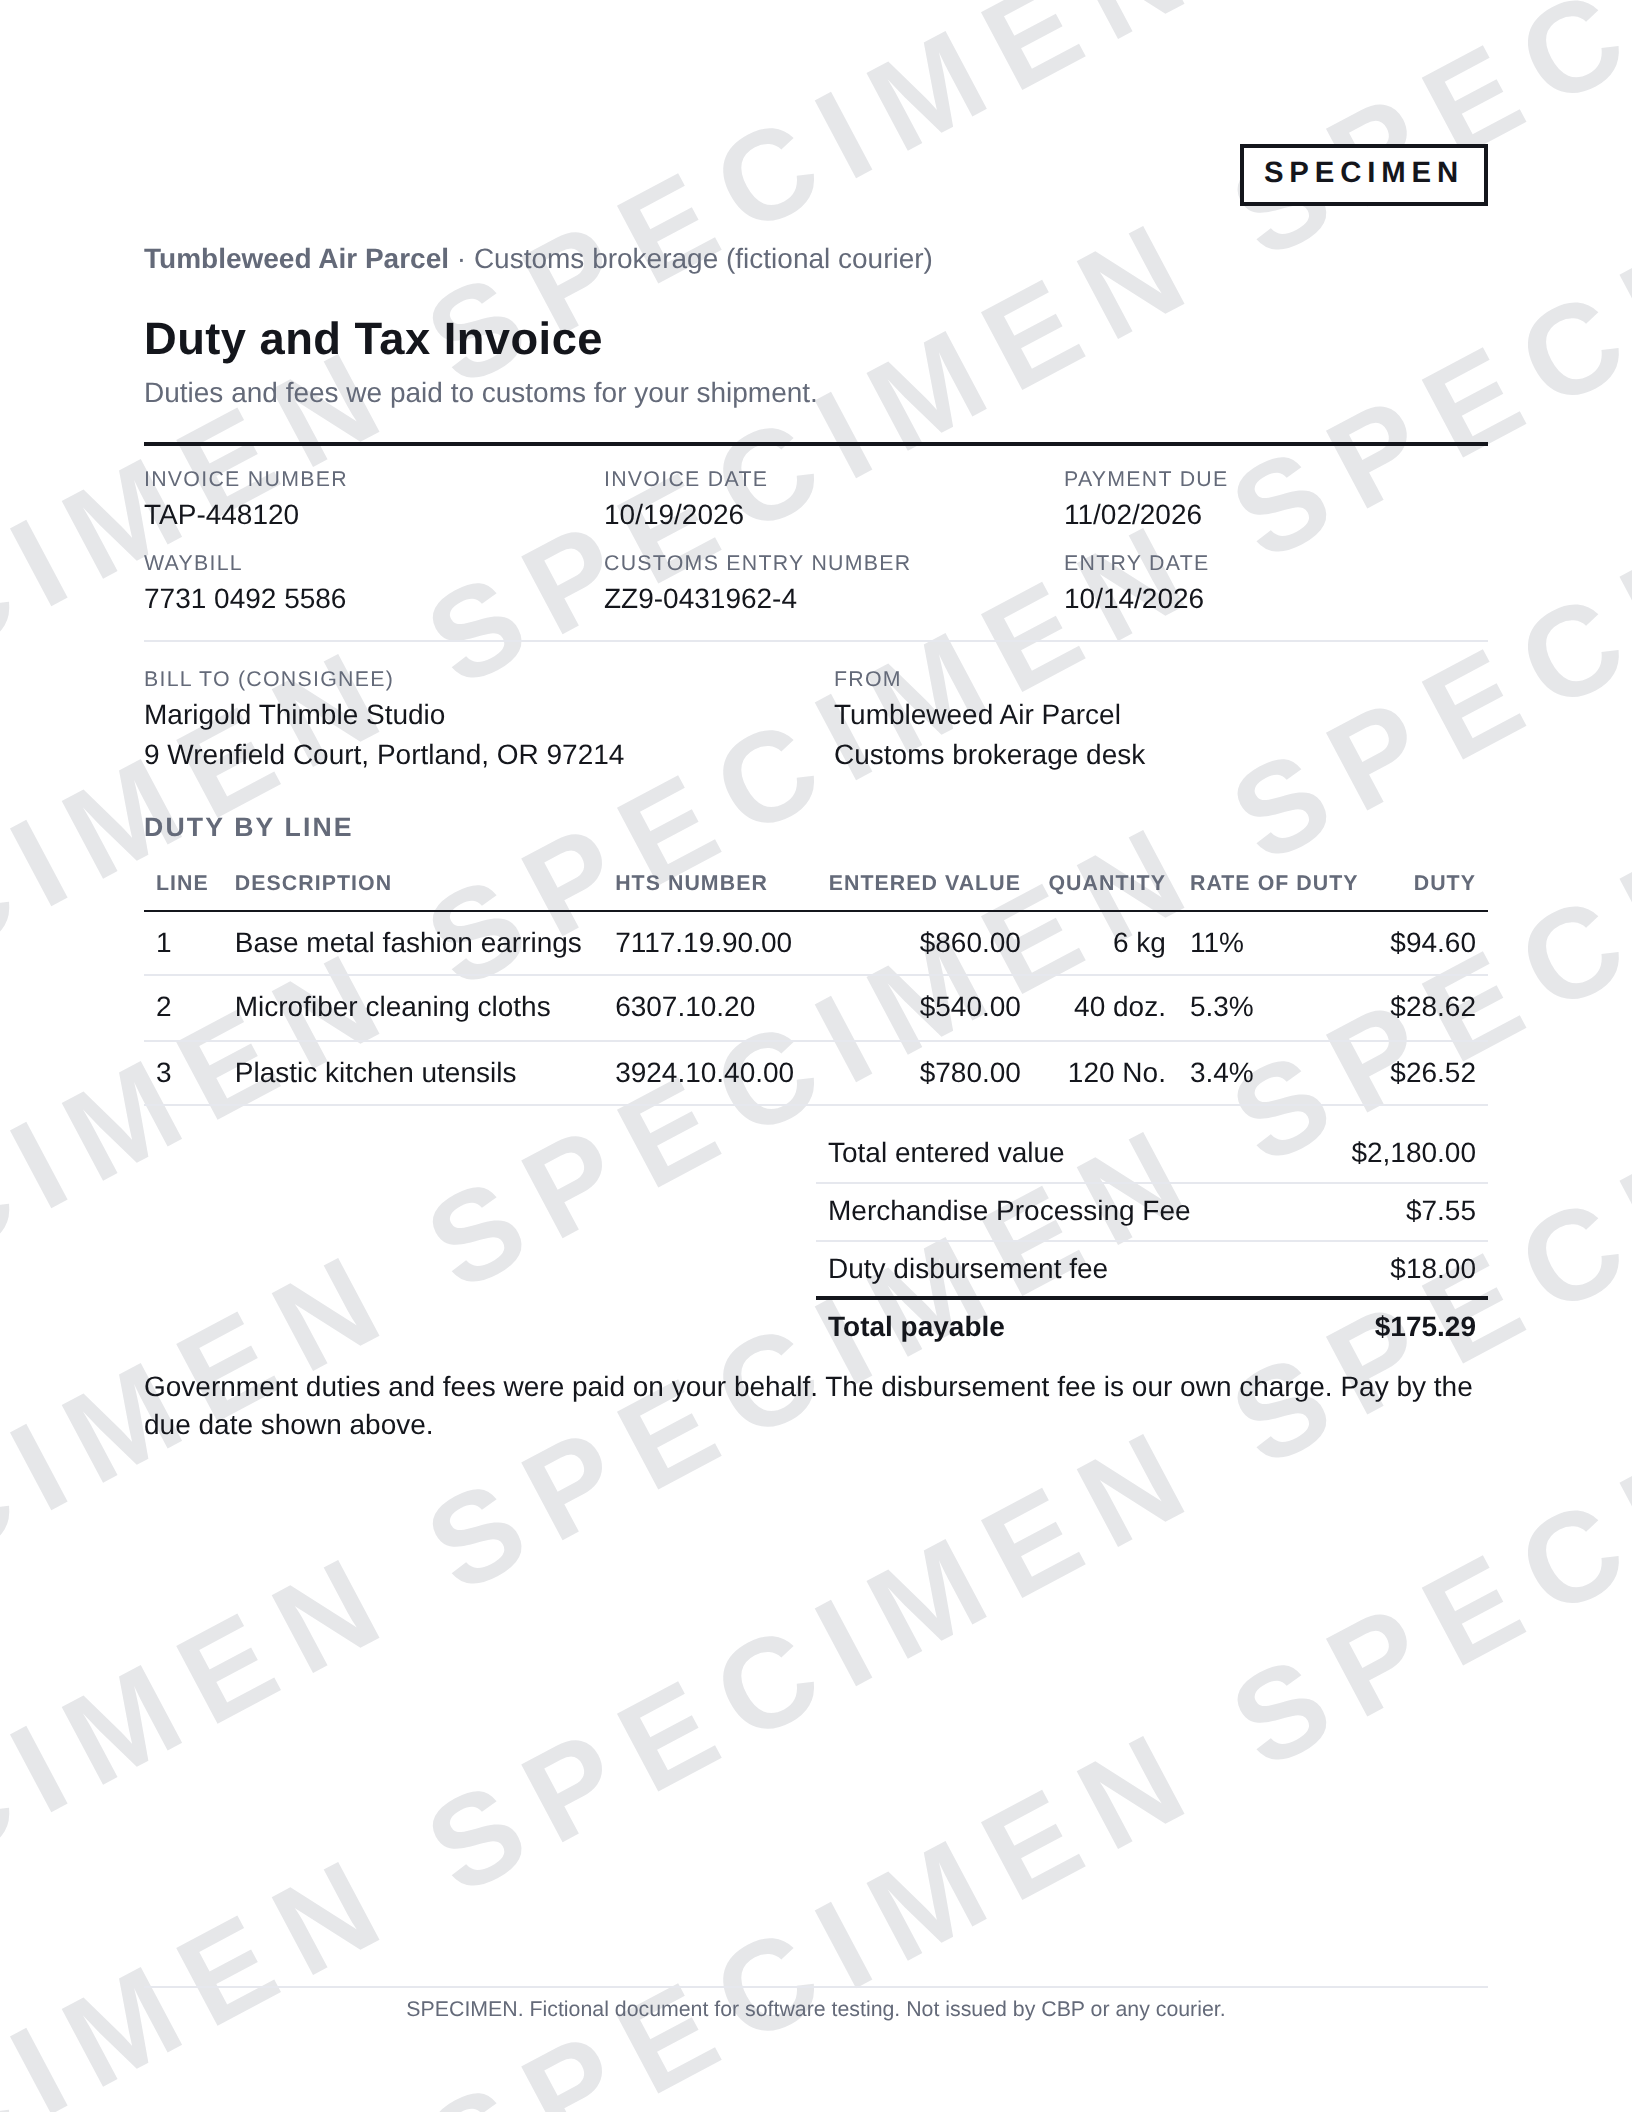 SPECIMEN
Tumbleweed Air Parcel · Customs brokerage (fictional courier)
Duty and Tax Invoice
Duties and fees we paid to customs for your shipment.
INVOICE NUMBER INVOICE DATE PAYMENT DUE
TAP-448120 10/19/2026 11/02/2026
WAYBILL CUSTOMS ENTRY NUMBER ENTRY DATE
7731 0492 5586 ZZ9-0431962-4 10/14/2026
BILL TO (CONSIGNEE) FROM
Marigold Thimble Studio Tumbleweed Air Parcel
9 Wrenfield Court, Portland, OR 97214 Customs brokerage desk
DUTY BY LINE
LINE DESCRIPTION HTS NUMBER ENTERED VALUE QUANTITY RATE OF DUTY DUTY
1 Base metal fashion earrings 7117.19.90.00 $860.00 6 kg 11% $94.60
2 Microfiber cleaning cloths 6307.10.20 $540.00 40 doz. 5.3% $28.62
3 Plastic kitchen utensils 3924.10.40.00 $780.00 120 No. 3.4% $26.52
Total entered value $2,180.00
Merchandise Processing Fee $7.55
Duty disbursement fee $18.00
Total payable $175.29
Government duties and fees were paid on your behalf. The disbursement fee is our own charge. Pay by the
due date shown above.
SPECIMEN. Fictional document for software testing. Not issued by CBP or any courier.